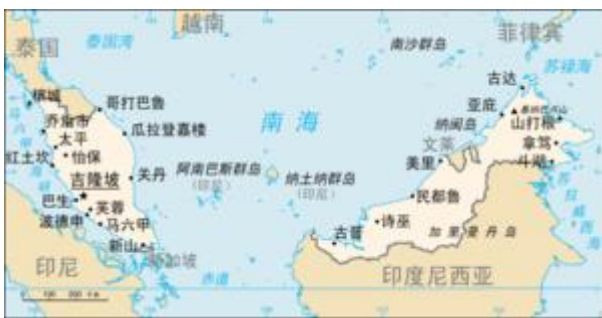 越南
菲律宾
泰国
泰国湾
南沙群岛
苏禄海
古达
槟城
哥打巴鲁
亚庇
山打根
乔治市
瓜拉登嘉楼
南海
纳闽岛
太平
文莱
拿笃
红土坎
怡保
美里
斗湖
阿南巴斯群岛
(印尼)
纳土纳群岛
(印尼)
关丹
吉隆坡
民都鲁
巴生
芙蓉
诗巫
波德申
马六甲
古晋
加里曼丹岛
新山
新加坡
印尼
赤道
印度尼西亚